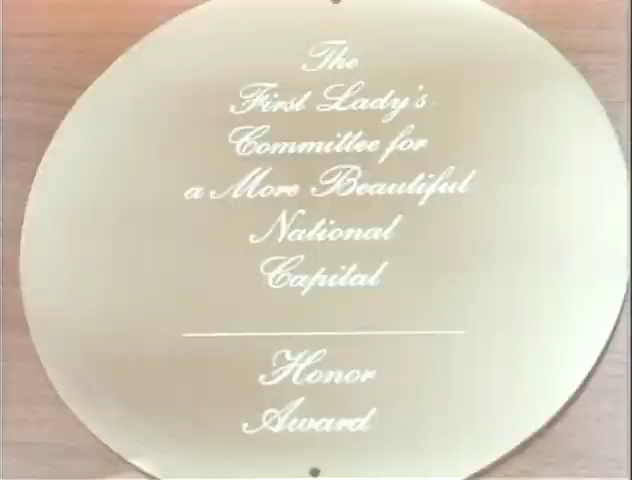 The
First Lady's
Committee for
a More Beautiful
National
Capital
Honor
Award